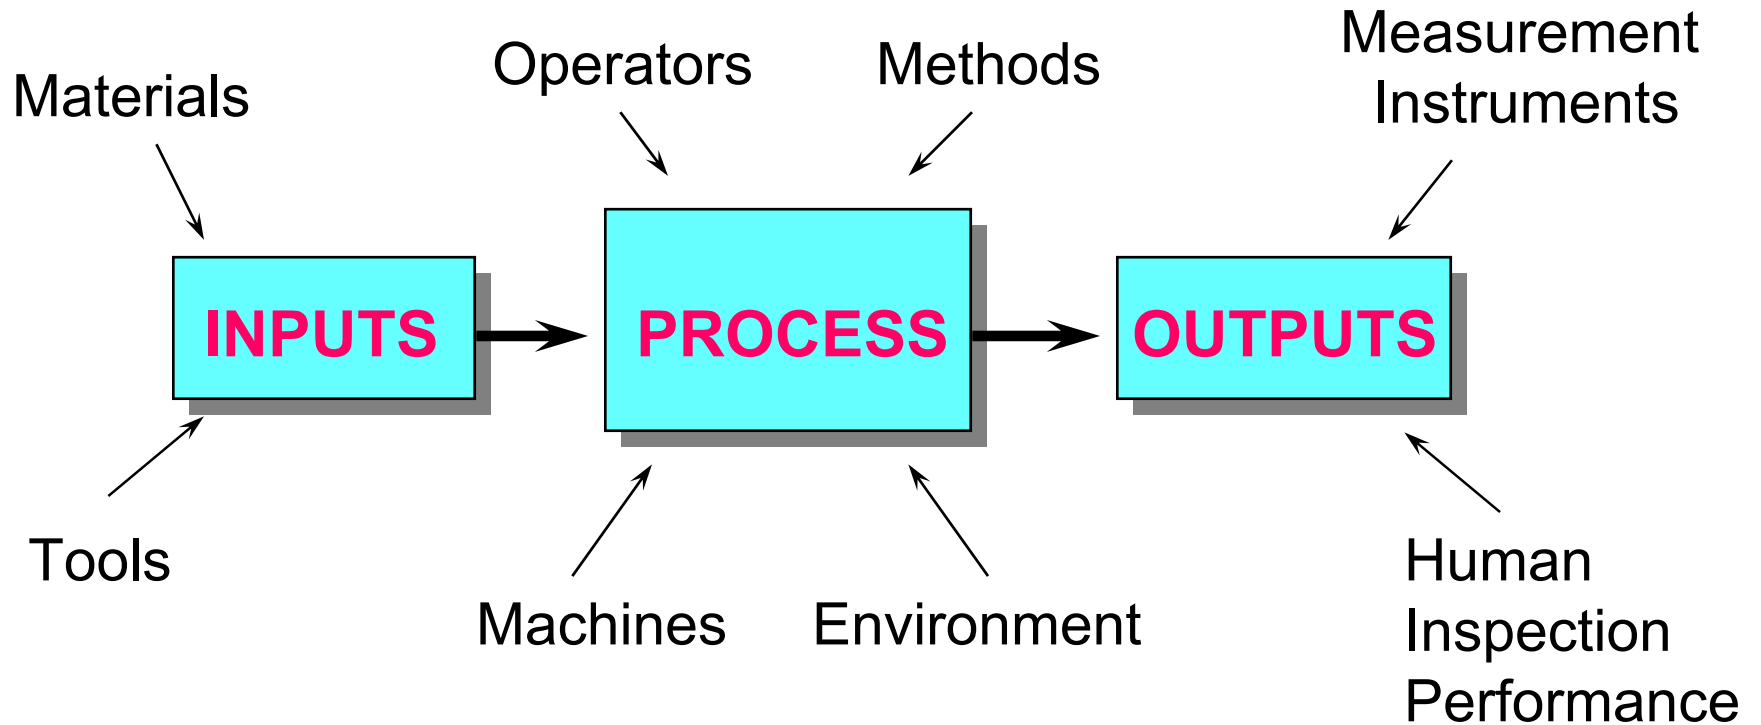 Measurement
Instruments
Operators
Methods
Materials
INPUTS
PROCESS
OUTPUTS
Tools
Machines
Environment
Human
Inspection
Performance